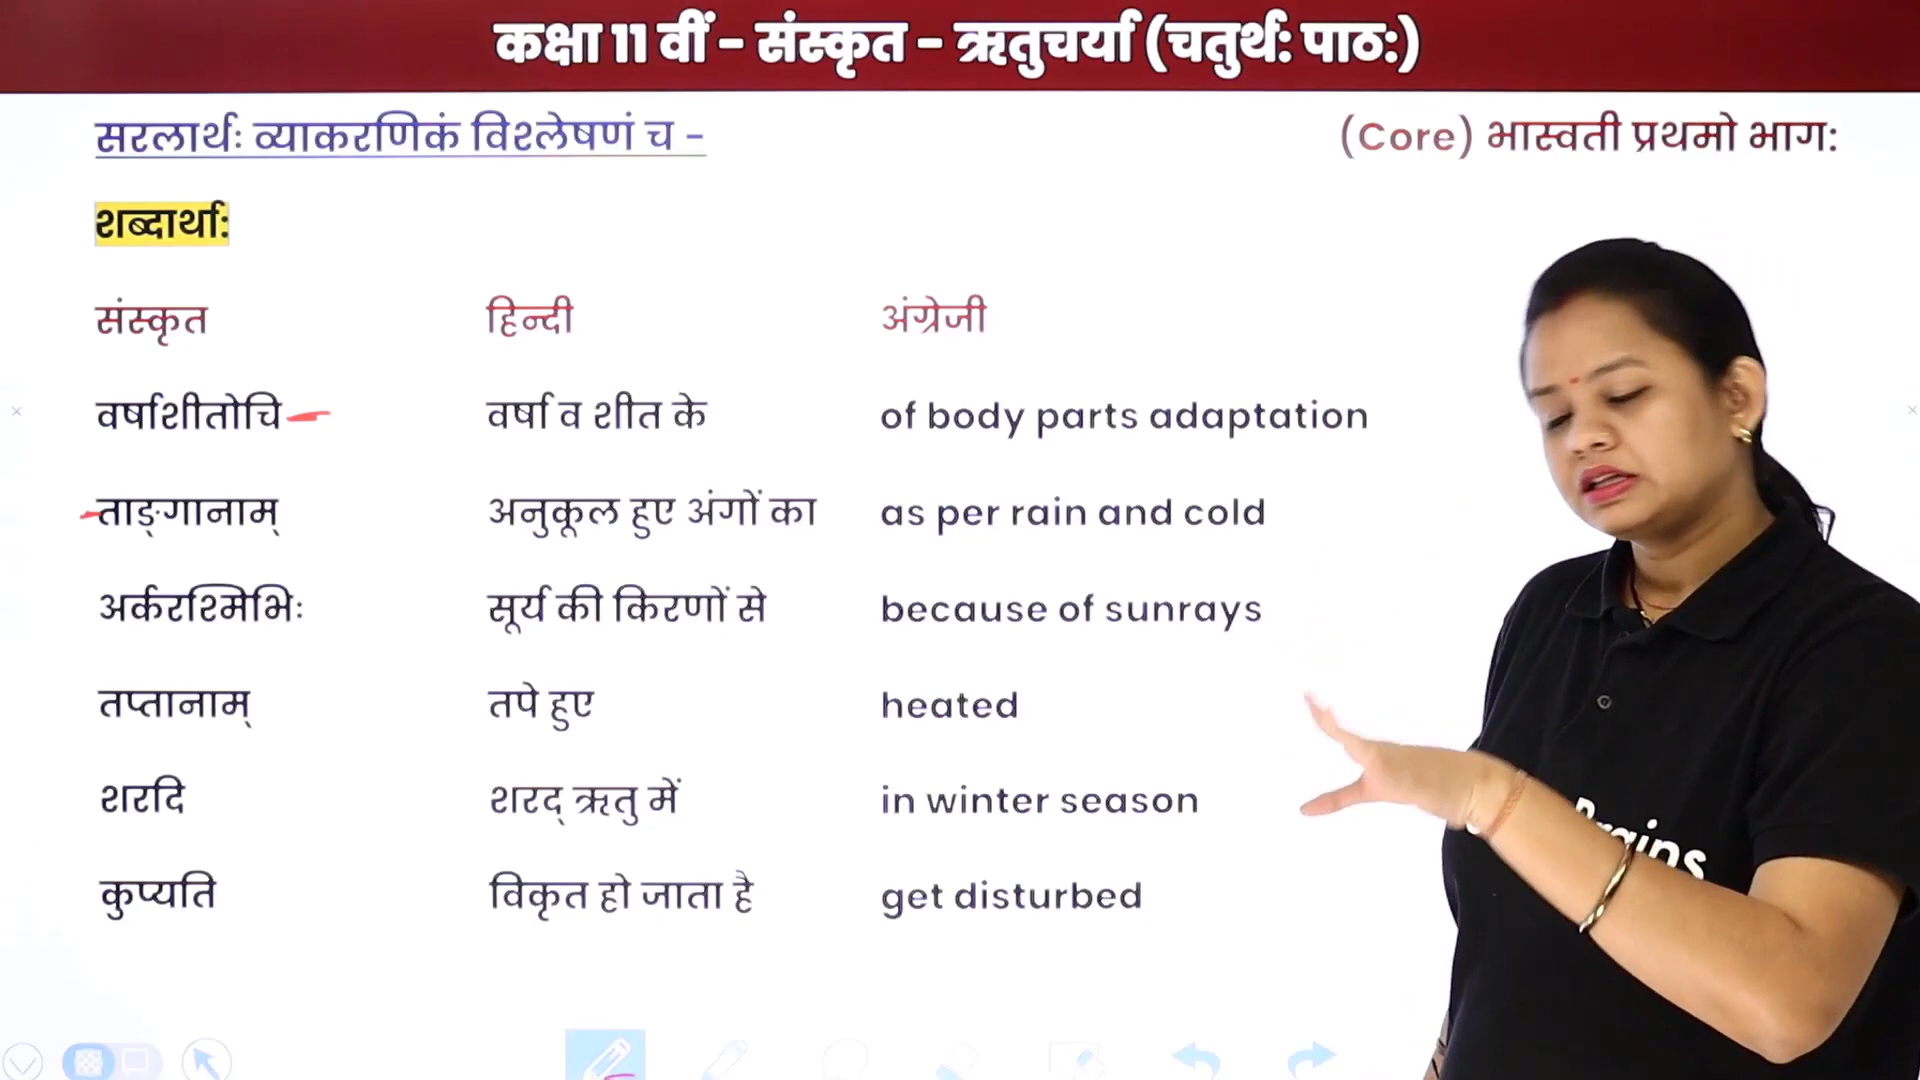 कक्षा 11 वीं - संस्कृत - ऋतुचर्या (चतुर्थ: पाठ:)
सरलार्थः व्याकरणिकं विश्लेषणं च -
(Core) भास्वती प्रथमो भाग:
शब्दार्था:
संस्कृत हिन्दी अंग्रेजी
वर्षाशीतोचि वर्षा व शीत के of body parts adaptation
ताङ्गानाम् अनुकूल हुए अंगों का as per rain and cold
अर्करश्मिभिः सूर्य की किरणों से because of sunrays
तप्तानाम् तपे हुए heated
शरदि शरद् ऋतु में in winter season
कुप्यति विकृत हो जाता है get disturbed